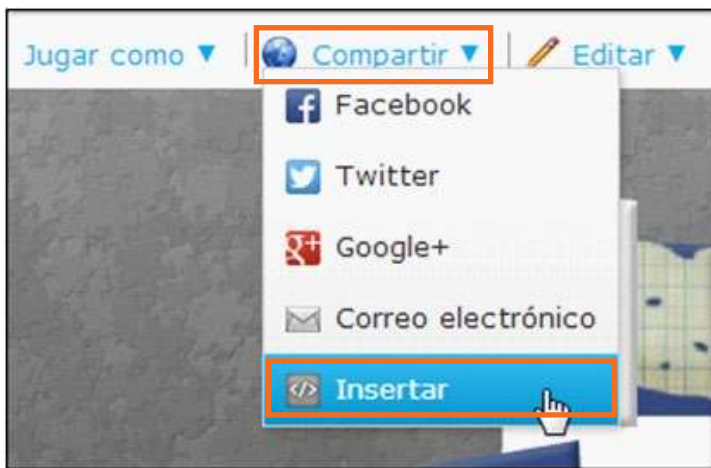 Jugar como ▼ | Compartir ▼ | Editar ▼
Facebook
Twitter
Google+
Correo electrónico
Insertar